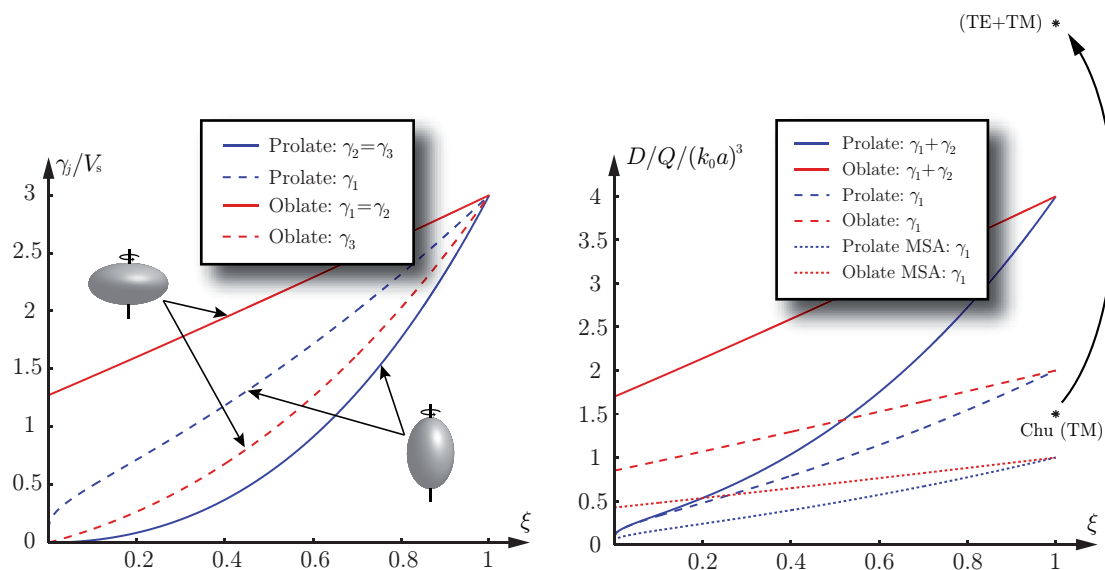 γj/Vs
3
2.5
2
1.5
1
0.5
0
0.2
0.4
0.6
0.8
1
ξ
Prolate: γ2=γ3
Prolate: γ1
Oblate: γ1=γ2
Oblate: γ3
D/Q/(k0a)^3
4
3.5
3
2.5
2
1.5
1
0.5
0
0.2
0.4
0.6
0.8
1
ξ
Prolate: γ1+γ2
Oblate: γ1+γ2
Prolate: γ1
Oblate: γ1
Prolate MSA: γ1
Oblate MSA: γ1
(TE+TM)
Chu (TM)